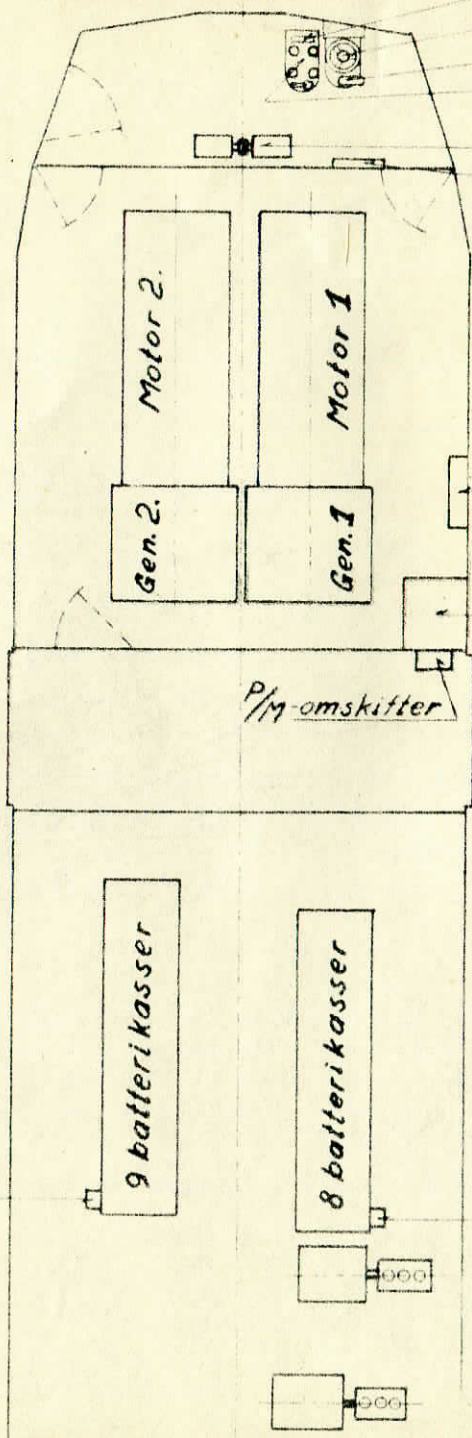 Motor 2.
Motor 1
Gen. 2.
Gen. 1
P/M-omskifter
9 batterikasser
8 batterikasser